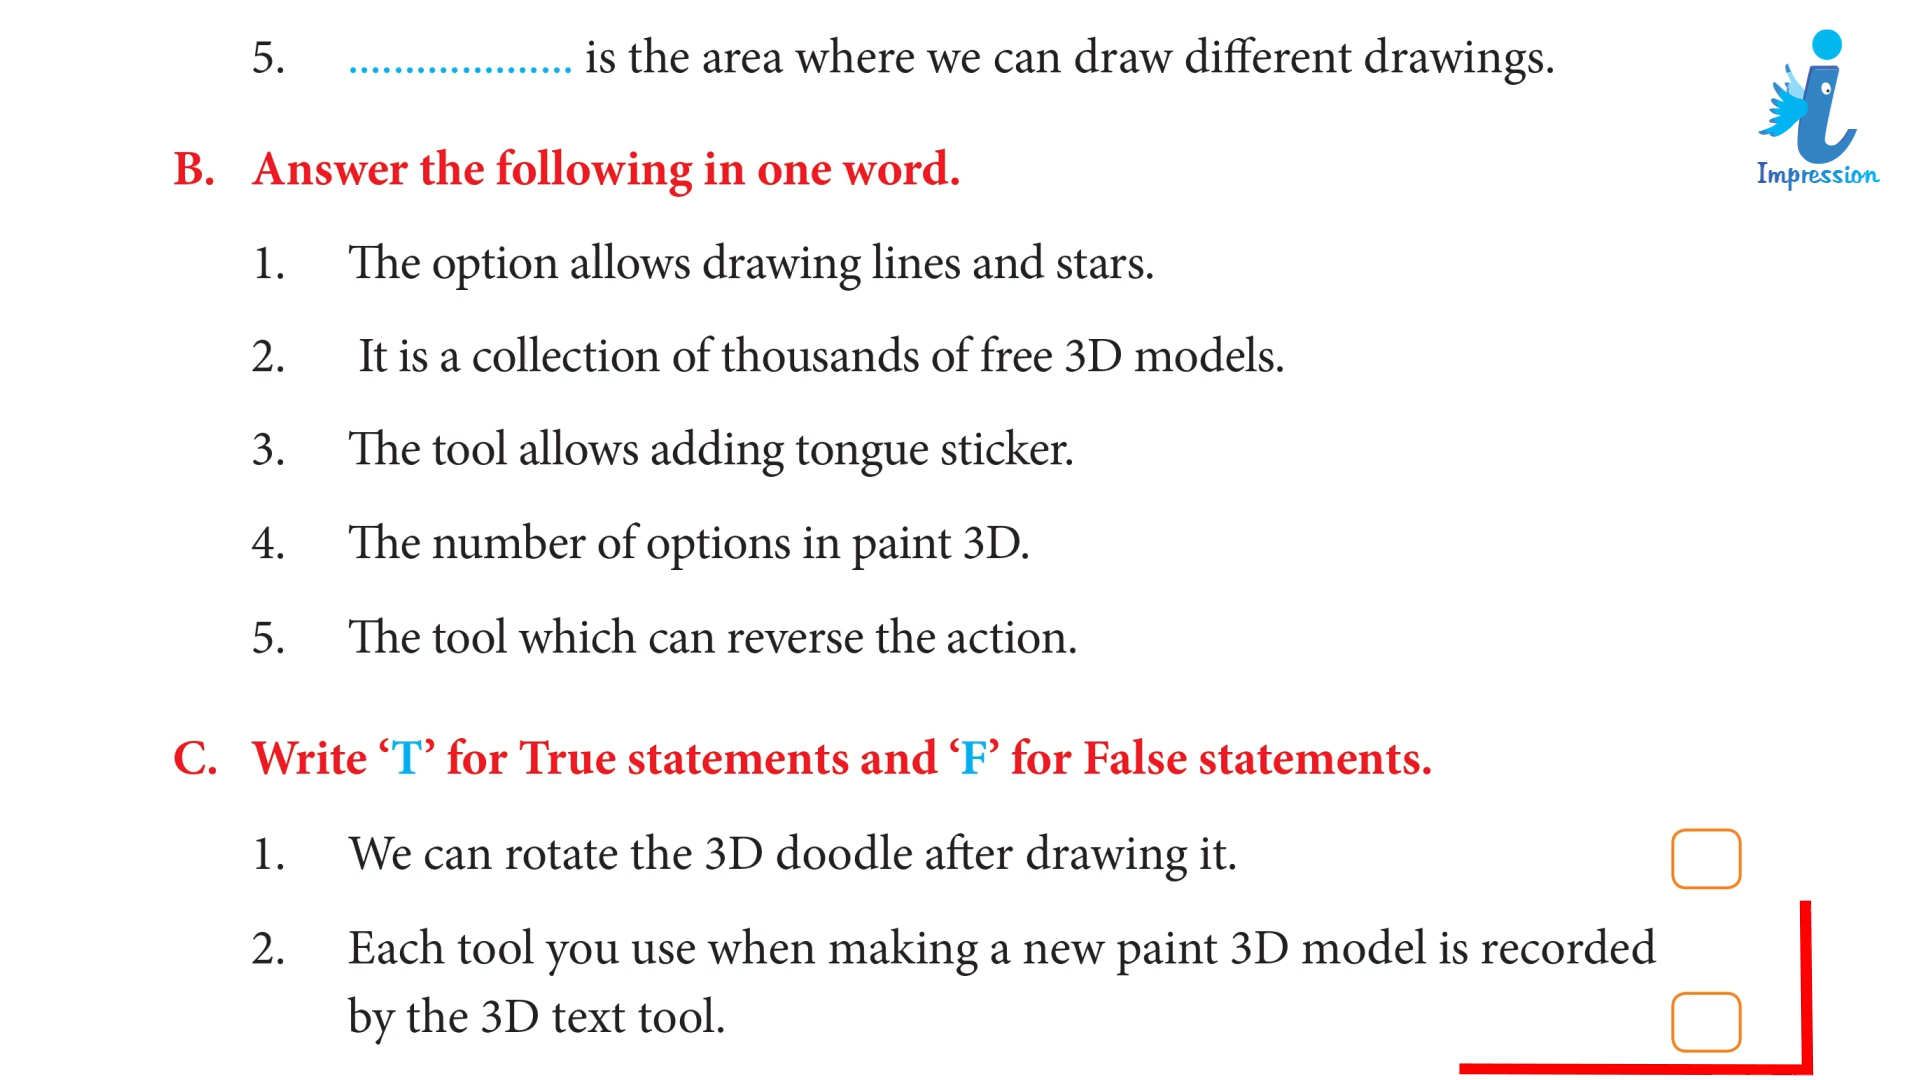 5. .................... is the area where we can draw different drawings.
Impression
B. Answer the following in one word.
1. The option allows drawing lines and stars.
2. It is a collection of thousands of free 3D models.
3. The tool allows adding tongue sticker.
4. The number of options in paint 3D.
5. The tool which can reverse the action.
C. Write ‘T’ for True statements and ‘F’ for False statements.
1. We can rotate the 3D doodle after drawing it.
2. Each tool you use when making a new paint 3D model is recorded
by the 3D text tool.